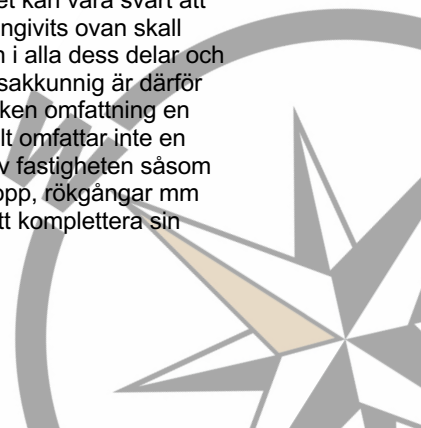 et kan vara svårt att
ngivits ovan skall
n i alla dess delar och
sakkunnig är därför
ken omfattning en
lt omfattar inte en
v fastigheten såsom
opp, rökgångar mm
tt komplettera sin
W